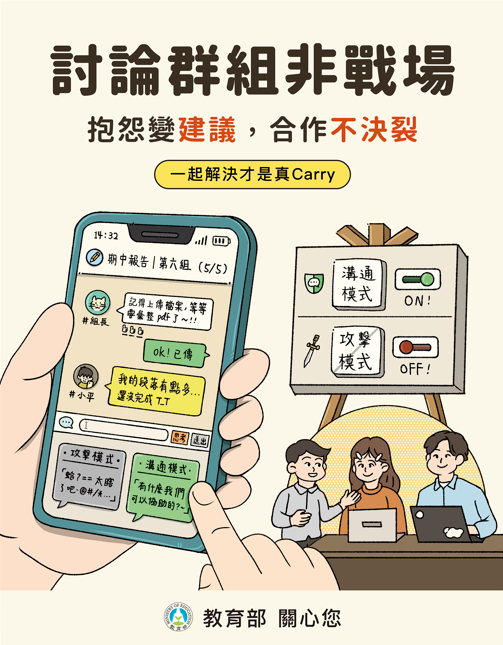 討論群組非戰場
抱怨變建議，合作不決裂
一起解決才是真Carry
14:32
期中報告|第六組 (5/5)
記得上傳檔案,等等
要彙整 pdf 了~!!
#組長
OK! 已傳
我的段落有點多...
還沒完成 T_T
#小平
思考
送出
攻擊模式
「蛤?== 太瞎
了吧·@#/&...」
·溝通模式·
「有什麼我們
可以協助的?~」
溝通
模式
ON!
攻擊
模式
OFF!
教育部 關心您